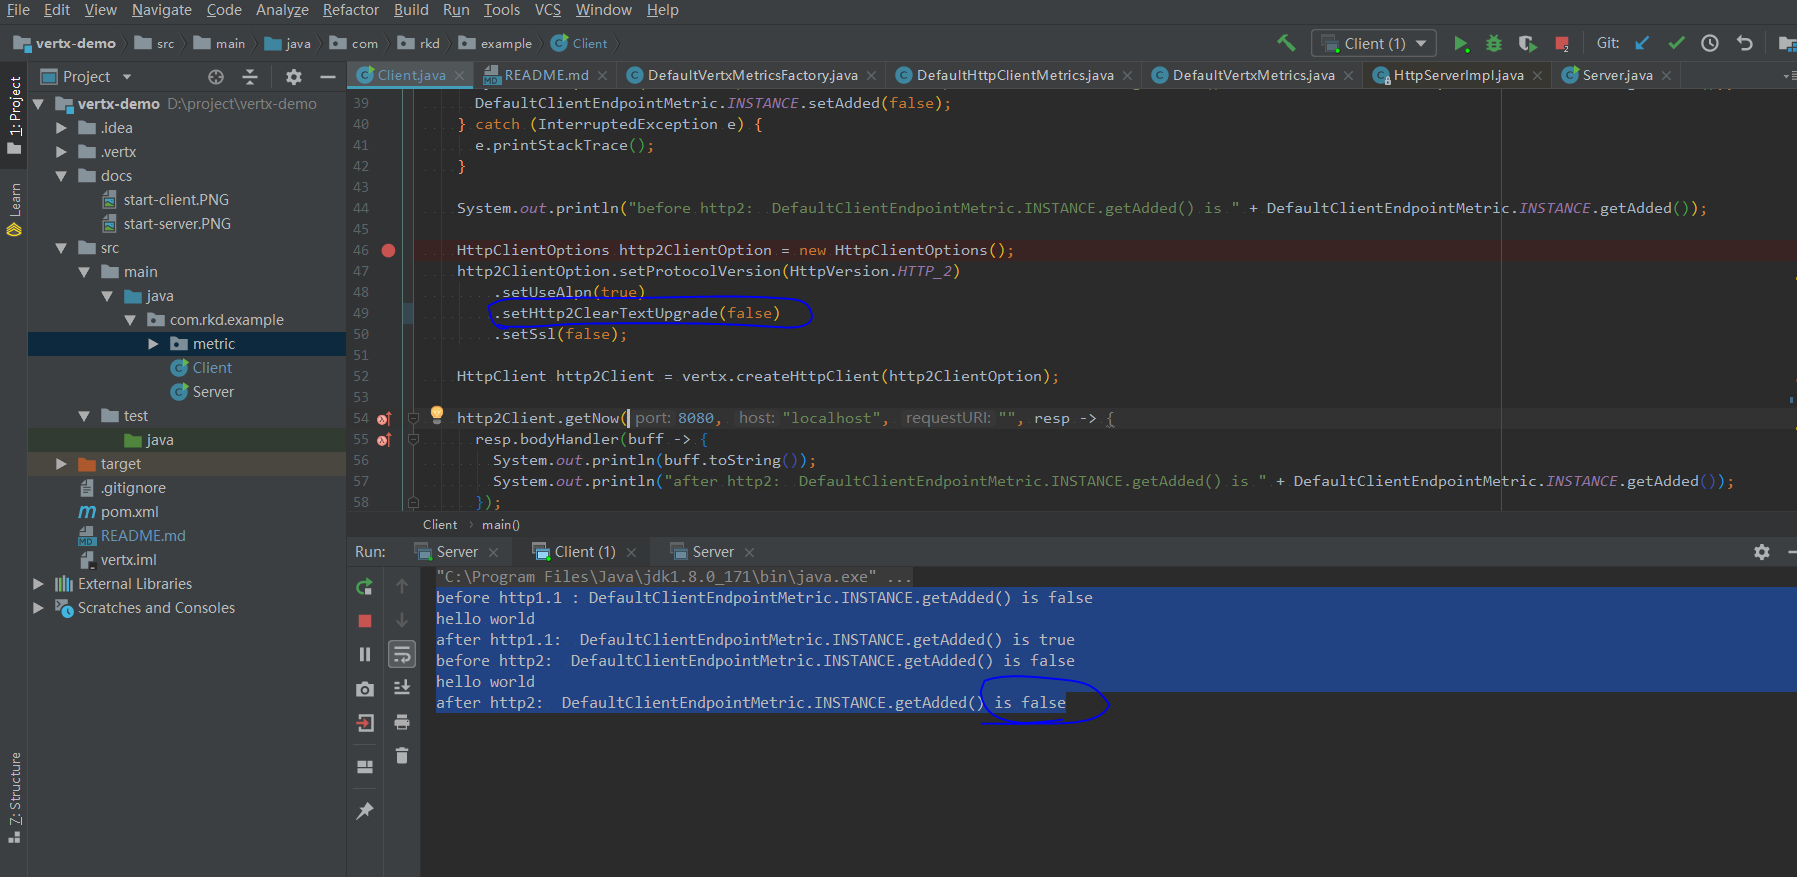 File Edit View Navigate Code Analyze Refactor Build Run Tools VCS Window Help
vertx-demo src main java com rkd example Client
Client (1) Git:
Project
Client.java README.md DefaultVertxMetricsFactory.java DefaultHttpClientMetrics.java DefaultVertxMetrics.java HttpServerImpl.java Server.java
1: Project
Learn
7: Structure
vertx-demo D:\project\vertx-demo
.idea
.vertx
docs
start-client.PNG
start-server.PNG
src
main
java
com.rkd.example
metric
Client
Server
test
java
target
.gitignore
pom.xml
README.md
vertx.iml
External Libraries
Scratches and Consoles
39 DefaultClientEndpointMetric.INSTANCE.setAdded(false);
40 } catch (InterruptedException e) {
41 e.printStackTrace();
42 }
43
44 System.out.println("before http2:  DefaultClientEndpointMetric.INSTANCE.getAdded() is " + DefaultClientEndpointMetric.INSTANCE.getAdded());
45
46 HttpClientOptions http2ClientOption = new HttpClientOptions();
47 http2ClientOption.setProtocolVersion(HttpVersion.HTTP_2)
48 .setUseAlpn(true)
49 .setHttp2ClearTextUpgrade(false)
50 .setSsl(false);
51
52 HttpClient http2Client = vertx.createHttpClient(http2ClientOption);
53
54 http2Client.getNow( port: 8080, host: "localhost", requestURI: "", resp -> {
55 resp.bodyHandler(buff -> {
56 System.out.println(buff.toString());
57 System.out.println("after http2:  DefaultClientEndpointMetric.INSTANCE.getAdded() is " + DefaultClientEndpointMetric.INSTANCE.getAdded());
58 });
Client main()
Run: Server Client (1) Server
"C:\Program Files\Java\jdk1.8.0_171\bin\java.exe" ...
before http1.1 : DefaultClientEndpointMetric.INSTANCE.getAdded() is false
hello world
after http1.1:  DefaultClientEndpointMetric.INSTANCE.getAdded() is true
before http2:  DefaultClientEndpointMetric.INSTANCE.getAdded() is false
hello world
after http2:  DefaultClientEndpointMetric.INSTANCE.getAdded() is false